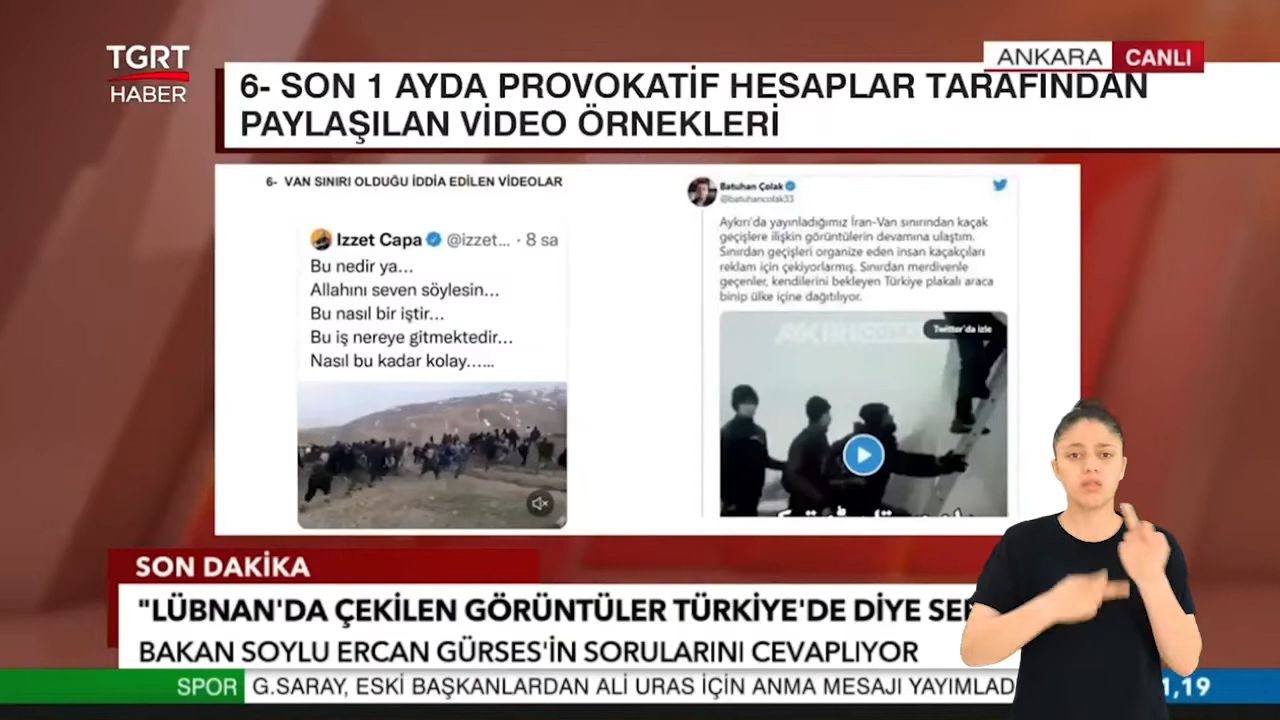 TGRT
HABER
ANKARA CANLI
6- SON 1 AYDA PROVOKATİF HESAPLAR TARAFINDAN
PAYLAŞILAN VİDEO ÖRNEKLERİ
6- VAN SINIRI OLDUĞU İDDİA EDİLEN VİDEOLAR
Izzet Capa @izzet... · 8 sa
Bu nedir ya...
Allahını seven söylesin...
Bu nasıl bir iştir...
Bu iş nereye gitmektedir...
Nasıl bu kadar kolay......
Batuhan Çolak
@batuhancolak33
Aykırı'da yayınladığımız İran-Van sınırından kaçak
geçişlere ilişkin görüntülerin devamına ulaştım.
Sınırdan geçişleri organize eden insan kaçakçıları
reklam için çekiyorlarmış. Sınırdan merdivenle
geçenler, kendilerini bekleyen Türkiye plakalı araca
binip ülke içine dağıtılıyor.
AYKIRI
Twitter'da izle
SON DAKİKA
"LÜBNAN'DA ÇEKİLEN GÖRÜNTÜLER TÜRKİYE'DE DİYE
BAKAN SOYLU ERCAN GÜRSES'İN SORULARINI CEVAPLIYOR
SPOR G.SARAY, ESKİ BAŞKANLARDAN ALİ URAS İÇİN ANMA MESAJI YAYIMLAD
1,19